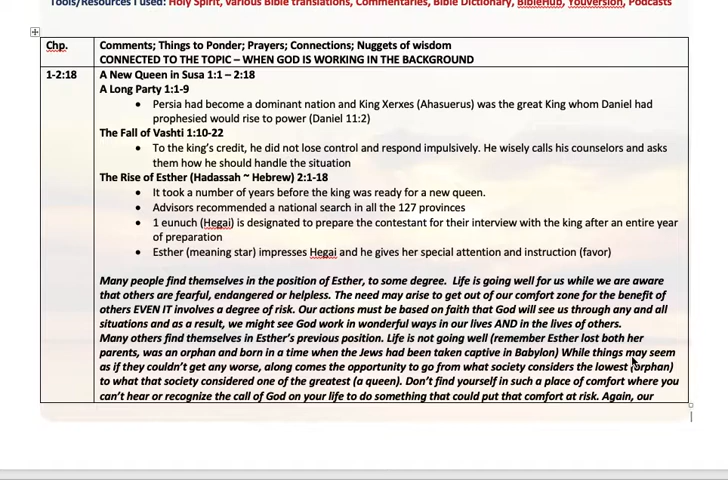 Tools/Resources I used: Holy Spirit, Various Bible translations, Commentaries, Bible Dictionary, BibleHub, YouVersion, Podcasts
Chp.
Comments; Things to Ponder; Prayers; Connections; Nuggets of wisdom
CONNECTED TO THE TOPIC – WHEN GOD IS WORKING IN THE BACKGROUND
1-2:18
A New Queen in Susa 1:1 – 2:18
A Long Party 1:1-9
• Persia had become a dominant nation and King Xerxes (Ahasuerus) was the great King whom Daniel had
prophesied would rise to power (Daniel 11:2)
The Fall of Vashti 1:10-22
• To the king's credit, he did not lose control and respond impulsively. He wisely calls his counselors and asks
them how he should handle the situation
The Rise of Esther (Hadassah ~ Hebrew) 2:1-18
• It took a number of years before the king was ready for a new queen.
• Advisors recommended a national search in all the 127 provinces
• 1 eunuch (Hegai) is designated to prepare the contestant for their interview with the king after an entire year
of preparation
• Esther (meaning star) impresses Hegai and he gives her special attention and instruction (favor)
Many people find themselves in the position of Esther, to some degree. Life is going well for us while we are aware
that others are fearful, endangered or helpless. The need may arise to get out of our comfort zone for the benefit of
others EVEN IT involves a degree of risk. Our actions must be based on faith that God will see us through any and all
situations and as a result, we might see God work in wonderful ways in our lives AND in the lives of others.
Many others find themselves in Esther's previous position. Life is not going well (remember Esther lost both her
parents, was an orphan and born in a time when the Jews had been taken captive in Babylon) While things may seem
as if they couldn't get any worse, along comes the opportunity to go from what society considers the lowest (orphan)
to what that society considered one of the greatest (a queen). Don't find yourself in such a place of comfort where you
can't hear or recognize the call of God on your life to do something that could put that comfort at risk. Again, our